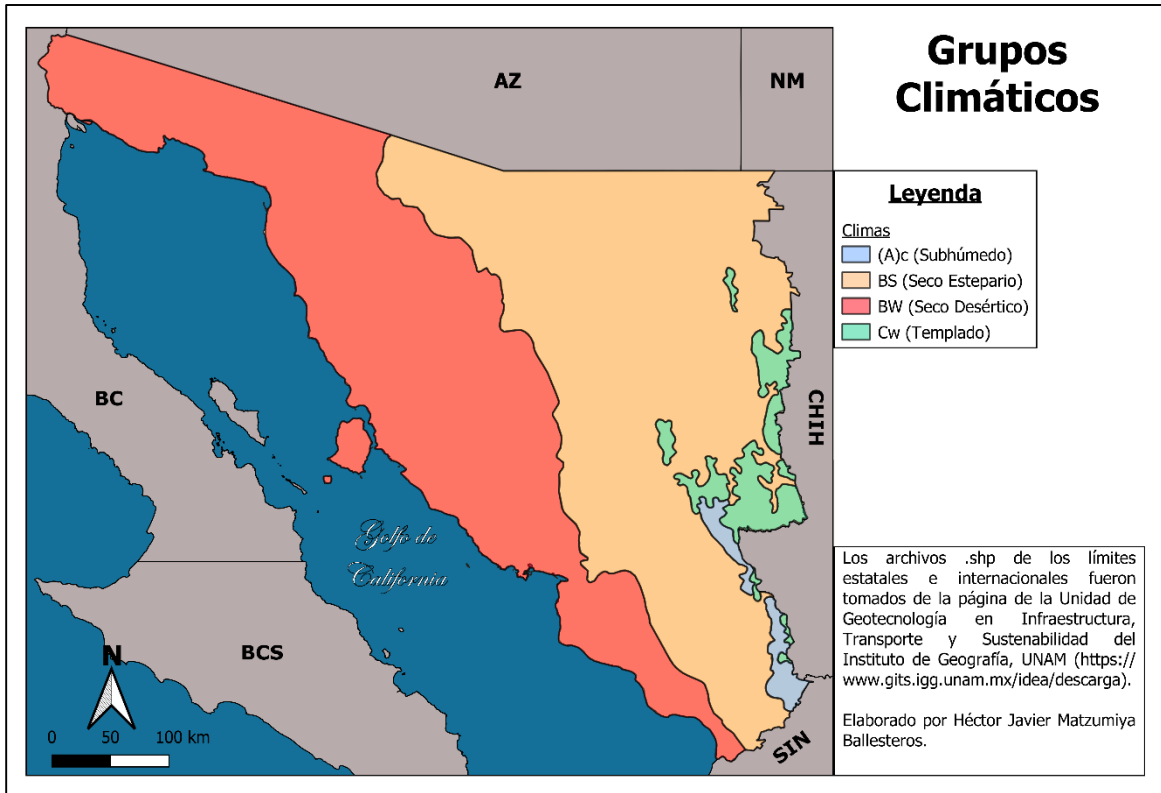 Grupos
Climáticos
AZ
NM
Leyenda
Climas
(A)c (Subhúmedo)
BS (Seco Estepario)
BW (Seco Desértico)
Cw (Templado)
BC
CHIH
Golfo de
California
BCS
SIN
N
0 50 100 km
Los archivos .shp de los límites
estatales e internacionales fueron
tomados de la página de la Unidad de
Geotecnología en Infraestructura,
Transporte y Sustenabilidad del
Instituto de Geografía, UNAM (https://
www.gits.igg.unam.mx/idea/descarga).
Elaborado por Héctor Javier Matzumiya
Ballesteros.